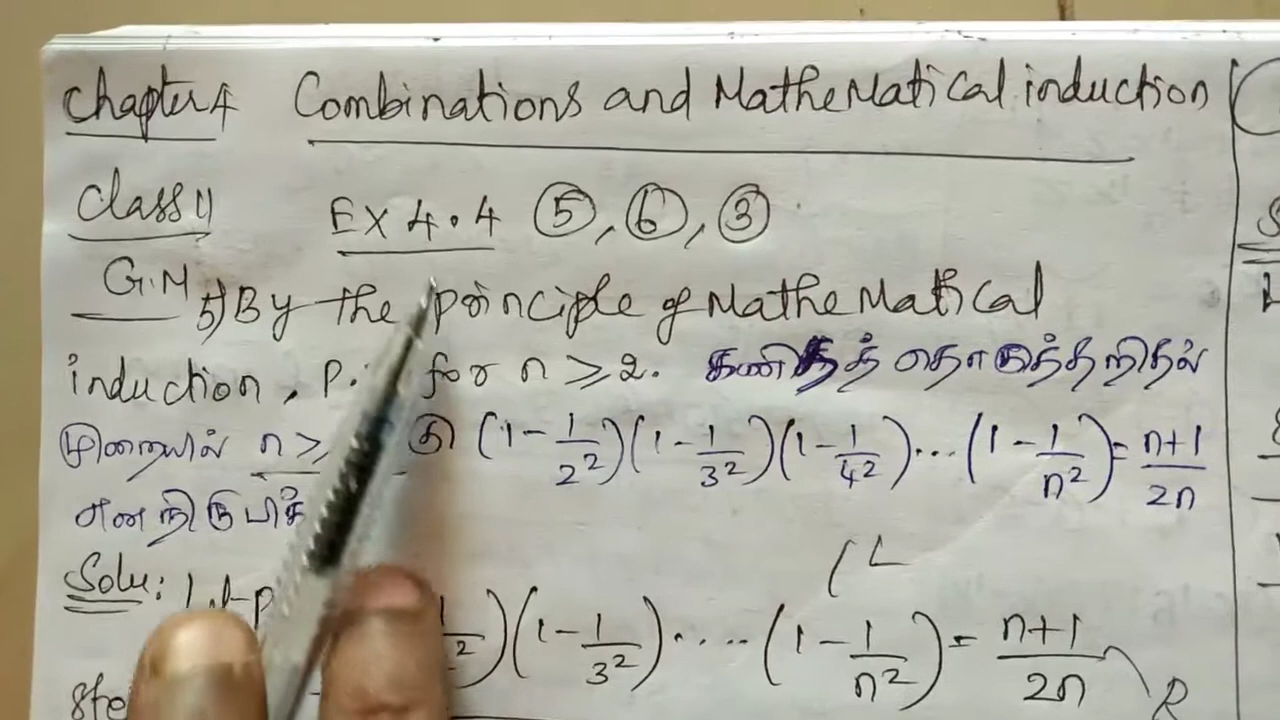 Chapter 4 Combinations and Mathematical induction
Class 11 EX 4.4 ⑤, ⑥, ③
G.M 5) By the principle of Mathematical
induction, P. for n ≥ 2. கணிதத் தொகுத்தறிதல்
முறையில் n ≥ (1 - 1/2²)(1 - 1/3²)(1 - 1/4²)...(1 - 1/n²) = n+1/2n
என நிரூபி
Solu: Let P )(1 - 1/3²).....(1 - 1/n²) = n+1/2n